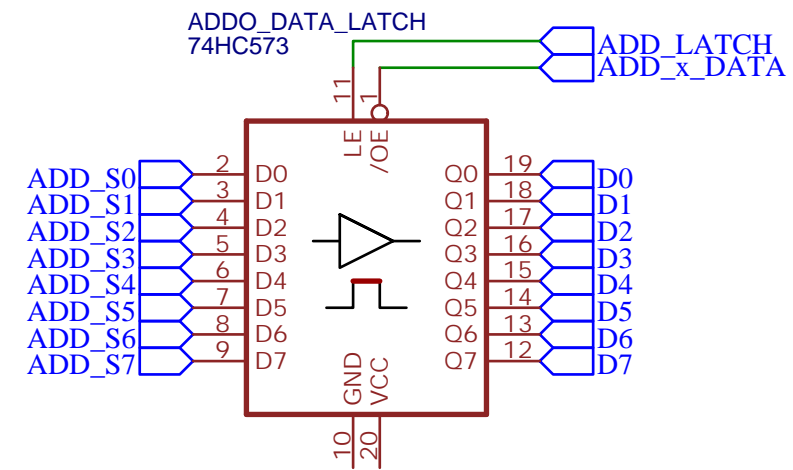 ADDO_DATA_LATCH
74HC573
ADD_LATCH
ADD_x_DATA
11
1
LE
/OE
ADD_S0 2 D0 Q0 19 D0
ADD_S1 3 D1 Q1 18 D1
ADD_S2 4 D2 Q2 17 D2
ADD_S3 5 D3 Q3 16 D3
ADD_S4 6 D4 Q4 15 D4
ADD_S5 7 D5 Q5 14 D5
ADD_S6 8 D6 Q6 13 D6
ADD_S7 9 D7 Q7 12 D7
GND
VCC
10
20